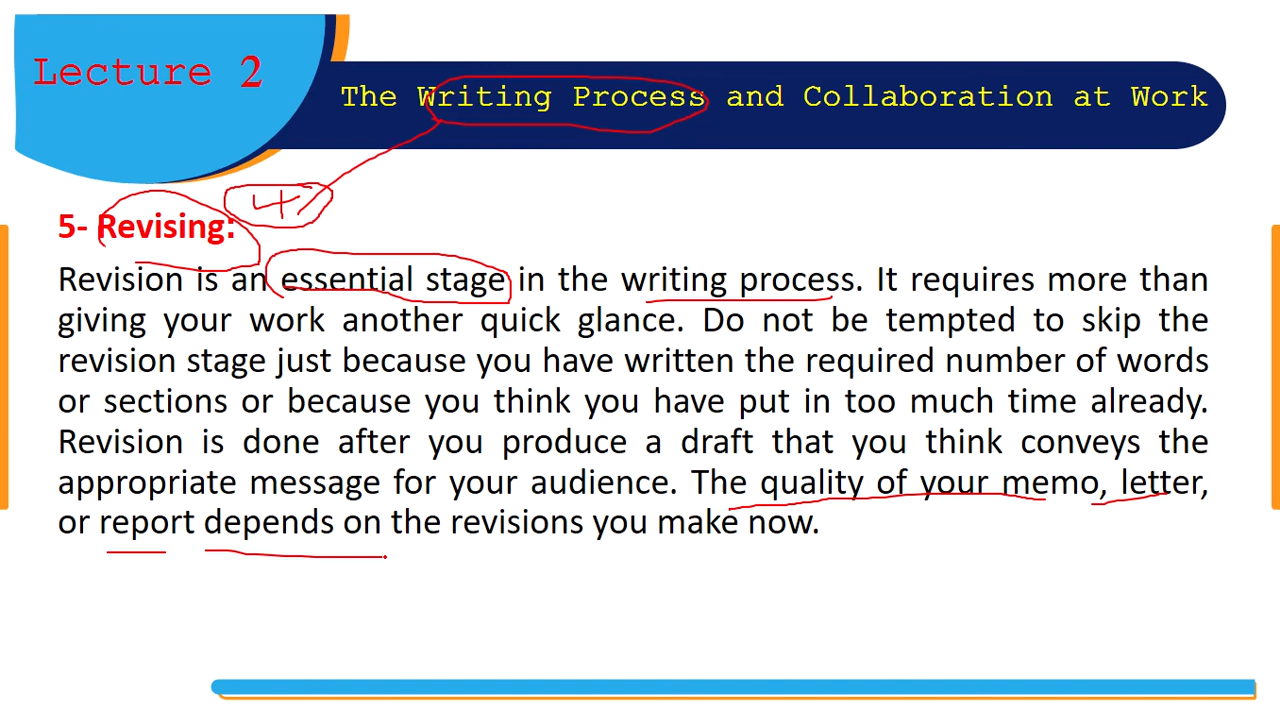 Lecture 2
The Writing Process and Collaboration at Work
4
5- Revising:
Revision is an essential stage in the writing process. It requires more than
giving your work another quick glance. Do not be tempted to skip the
revision stage just because you have written the required number of words
or sections or because you think you have put in too much time already.
Revision is done after you produce a draft that you think conveys the
appropriate message for your audience. The quality of your memo, letter,
or report depends on the revisions you make now.